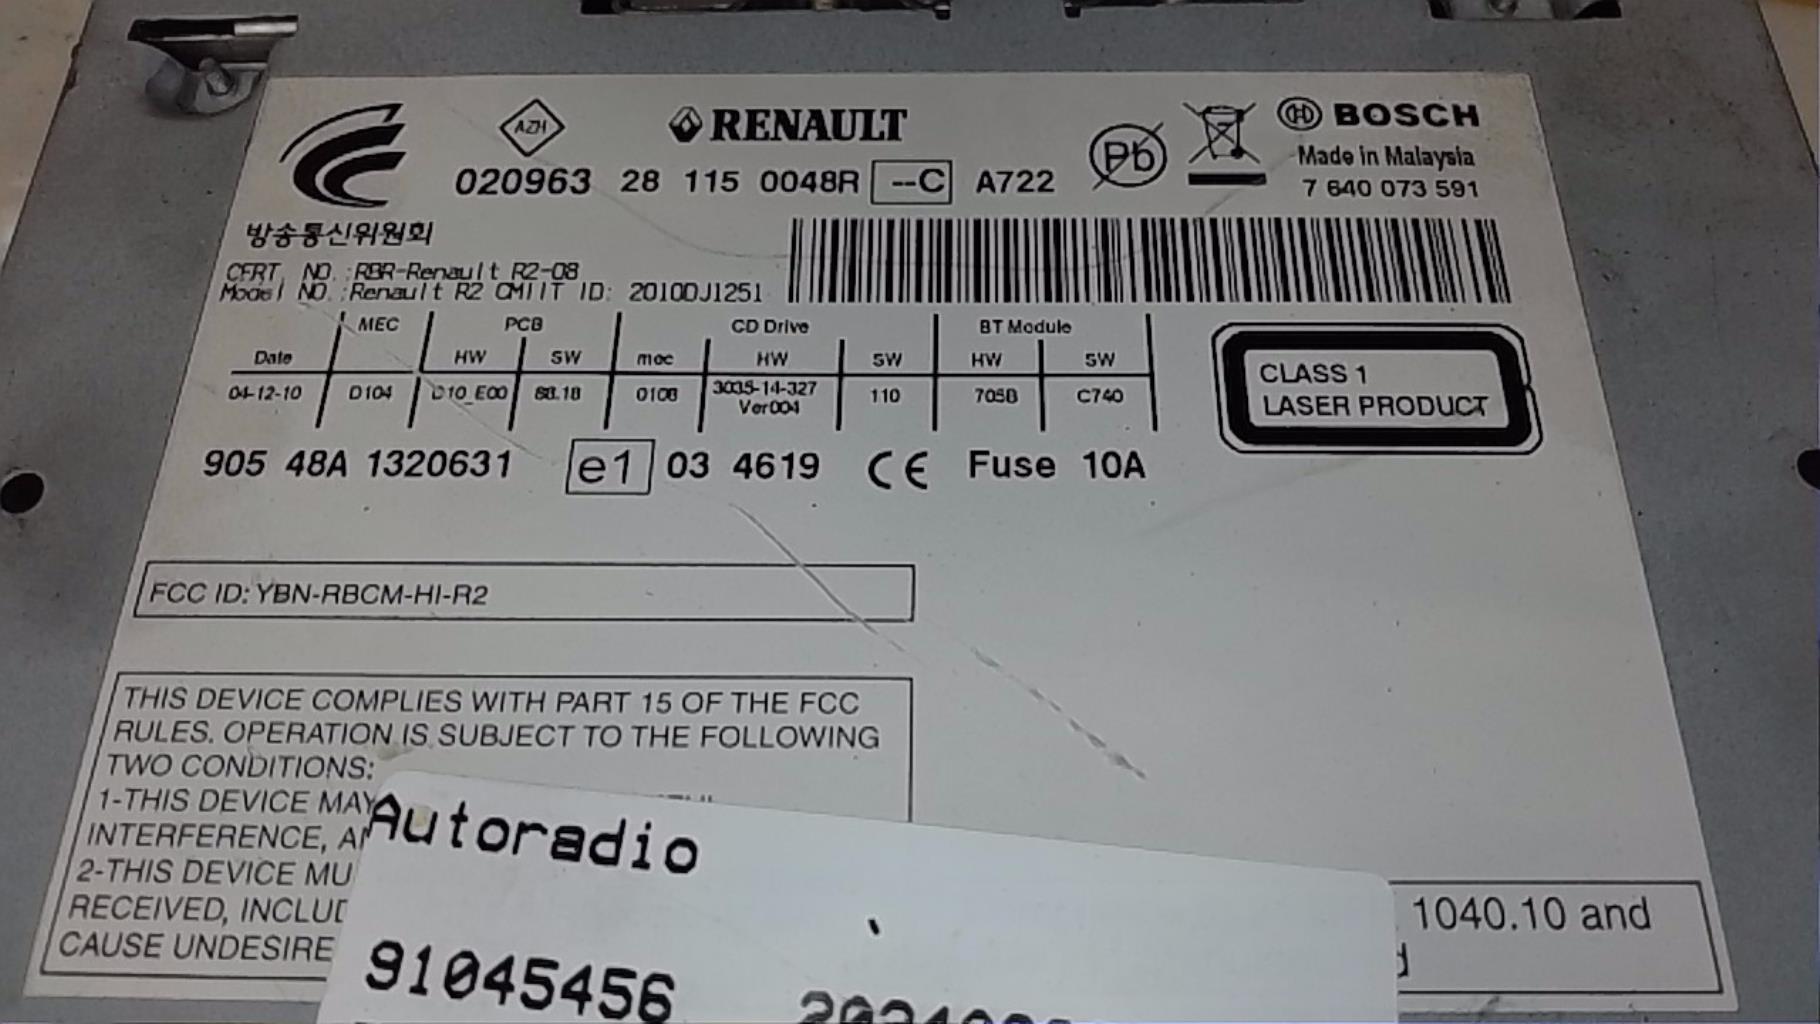 AZH
RENAULT
BOSCH
Pb
Made in Malaysia
020963 28 115 0048R --C A722
7 640 073 591
방송통신위원회
CERT. NO. :RBR-Renault R2-08
Model NO.:Renault R2 CMIIT ID: 2010DJ1251
MEC PCB CD Drive BT Module
Date HW SW mec HW SW HW SW
04-12-10 D104 D10_E00 88.18 0108 3035-14-327 110 705B C740
Ver004
CLASS 1
LASER PRODUCT
905 48A 1320631 e1 03 4619 CE Fuse 10A
FCC ID: YBN-RBCM-HI-R2
THIS DEVICE COMPLIES WITH PART 15 OF THE FCC
RULES. OPERATION IS SUBJECT TO THE FOLLOWING
TWO CONDITIONS:
1-THIS DEVICE MAY
INTERFERENCE,
2-THIS DEVICE
RECEIVED,
CAUSE
Autoradio
91045456
1040.10 and